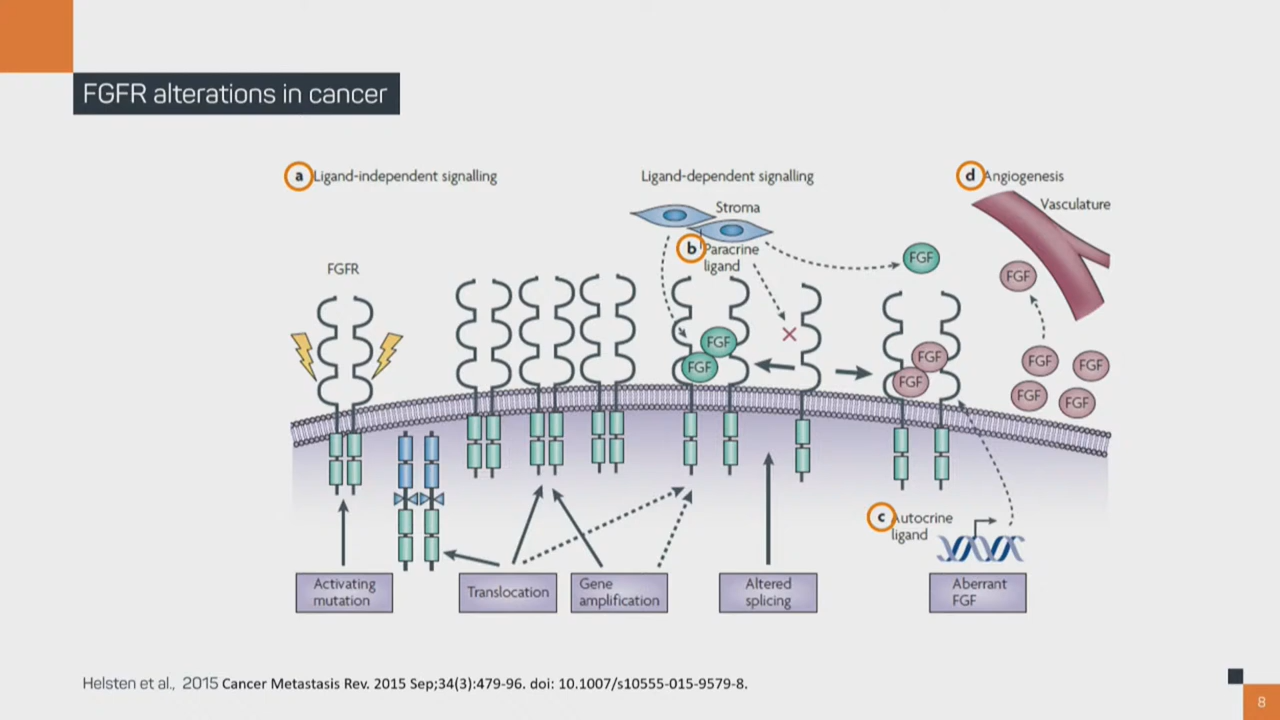 FGFR alterations in cancer
a Ligand-independent signalling
Ligand-dependent signalling
d Angiogenesis
Stroma
Vasculature
b Paracrine
ligand
FGF
FGFR
FGF
FGF
FGF
FGF
FGF
FGF
FGF
FGF
FGF
c Autocrine
ligand
Activating
mutation
Translocation
Gene
amplification
Altered
splicing
Aberrant
FGF
Helsten et al., 2015 Cancer Metastasis Rev. 2015 Sep;34(3):479-96. doi: 10.1007/s10555-015-9579-8.
8